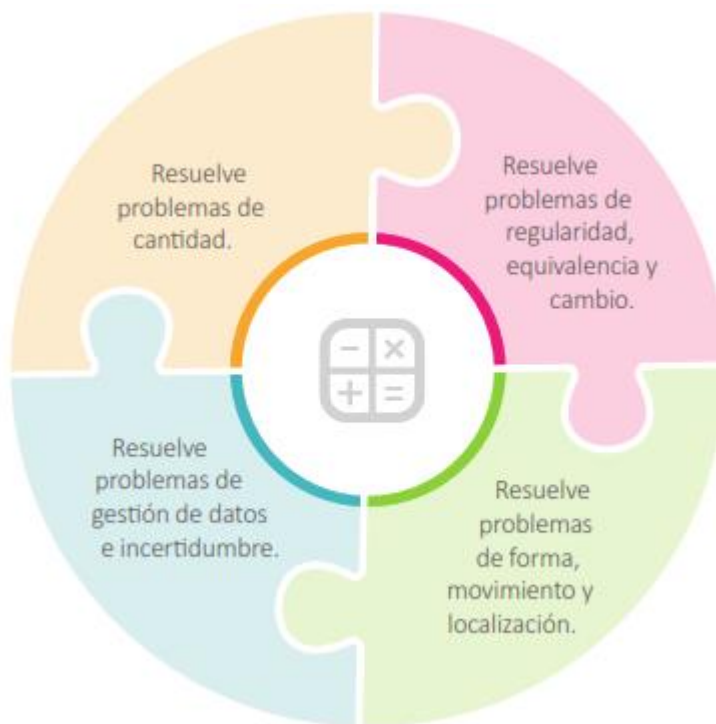 Resuelve
problemas de
cantidad.
Resuelve
problemas de
regularidad,
equivalencia y
cambio.
Resuelve
problemas de
gestión de datos
e incertidumbre.
Resuelve
problemas
de forma,
movimiento y
localización.
− ×
+ =